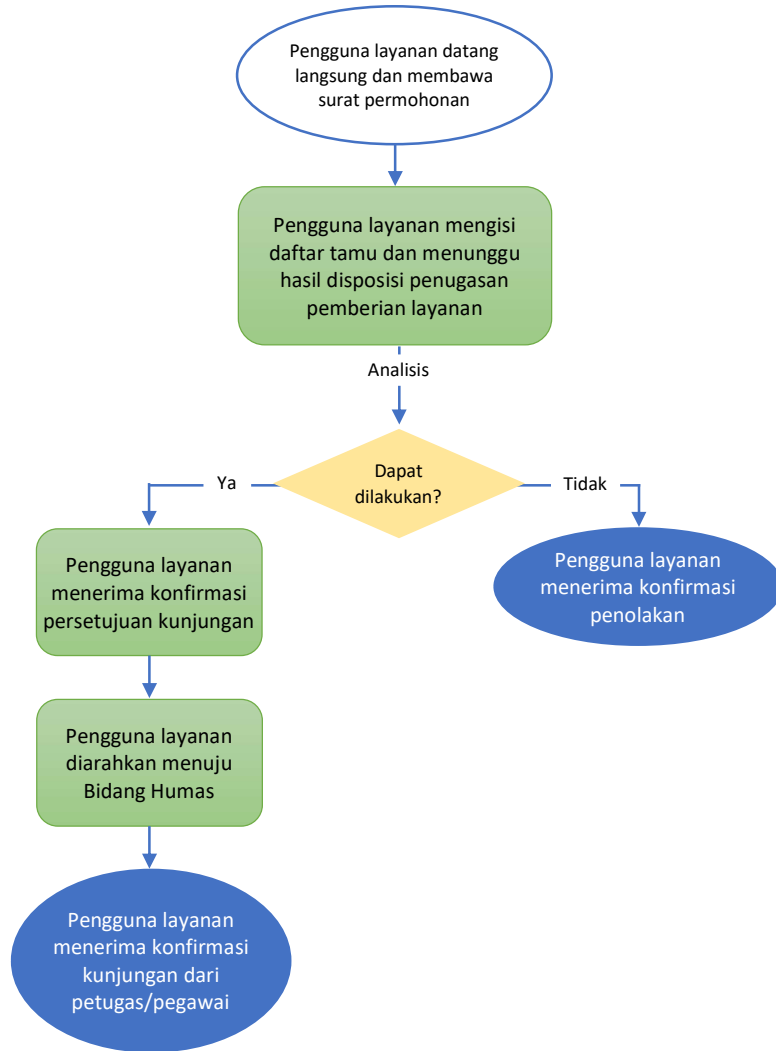 Pengguna layanan datang
langsung dan membawa
surat permohonan
Pengguna layanan mengisi
daftar tamu dan menunggu
hasil disposisi penugasan
pemberian layanan
Analisis
Dapat
dilakukan?
Ya
Tidak
Pengguna layanan
menerima konfirmasi
persetujuan kunjungan
Pengguna layanan
menerima konfirmasi
penolakan
Pengguna layanan
diarahkan menuju
Bidang Humas
Pengguna layanan
menerima konfirmasi
kunjungan dari
petugas/pegawai